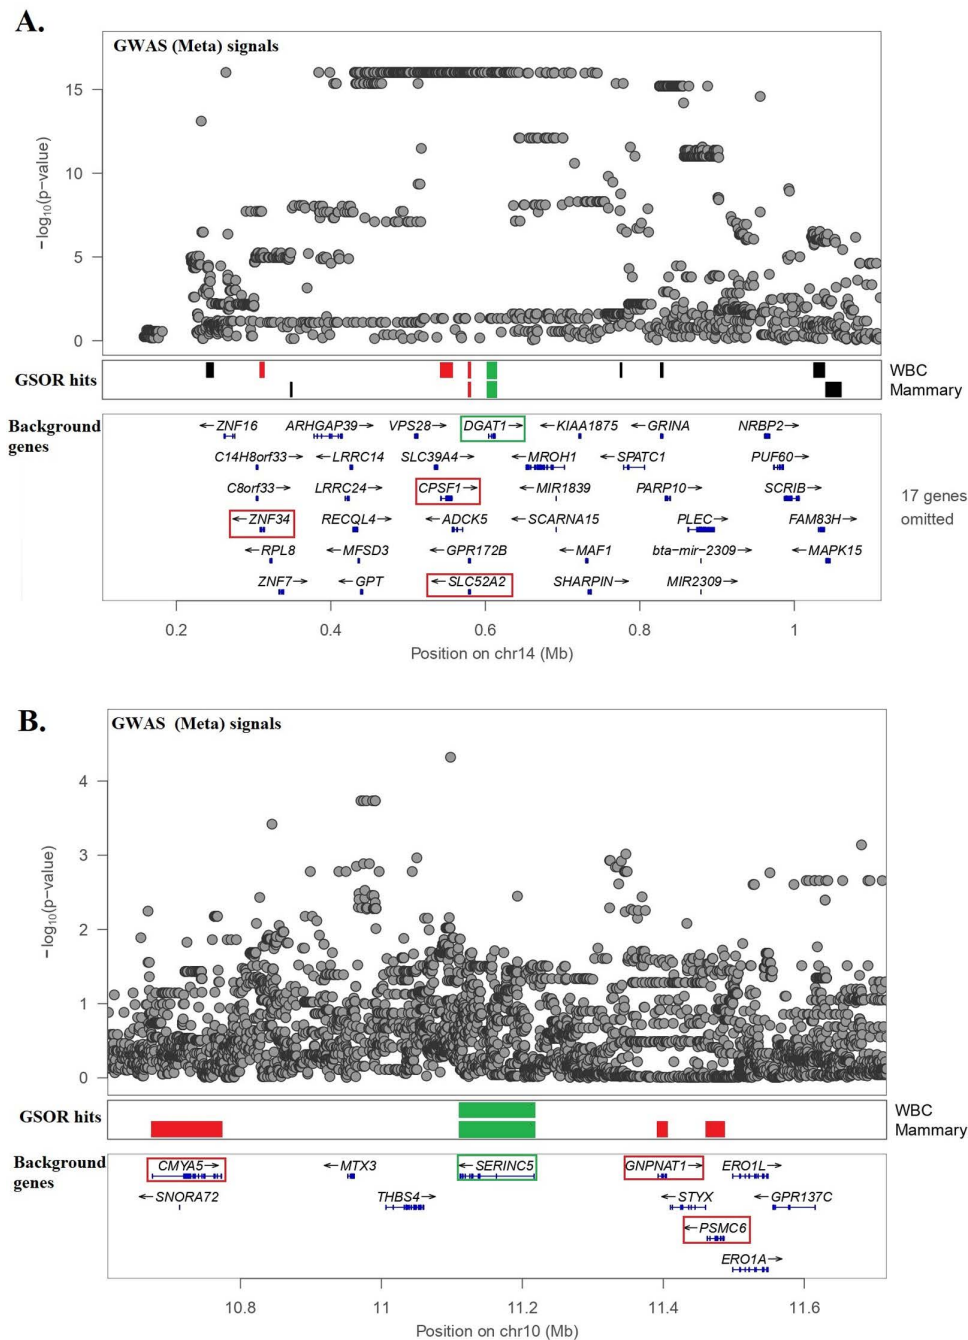 A.
GWAS (Meta) signals
15
10
5
0
−log10(p−value)
GSOR hits
WBC
Mammary
Background
genes
←ZNF16 ARHGAP39→ VPS28← DGAT1→ ←KIAA1875 ←GRINA NRBP2→
C14H8orf33→ ←LRRC14 SLC39A4← ←MROH1 ←SPATC1 PUF60←
C8orf33→ LRRC24← CPSF1→ ←MIR1839 PARP10← SCRIB←
←ZNF34 RECQL4← ←ADCK5 ←SCARNA15 PLEC→ FAM83H→
←RPL8 ←MFSD3 ←GPR172B ←MAF1 bta−mir−2309→ ←MAPK15
ZNF7→ ←GPT ←SLC52A2 SHARPIN→ MIR2309→
17 genes
omitted
0.2 0.4 0.6 0.8 1
Position on chr14 (Mb)
B.
GWAS (Meta) signals
4
3
2
1
0
−log10(p−value)
GSOR hits
WBC
Mammary
Background
genes
CMYA5→ ←MTX3 ←SERINC5 GNPNAT1→ ERO1L→
←SNORA72 THBS4→ ←STYX ←GPR137C
←PSMC6
ERO1A→
10.8 11 11.2 11.4 11.6
Position on chr10 (Mb)